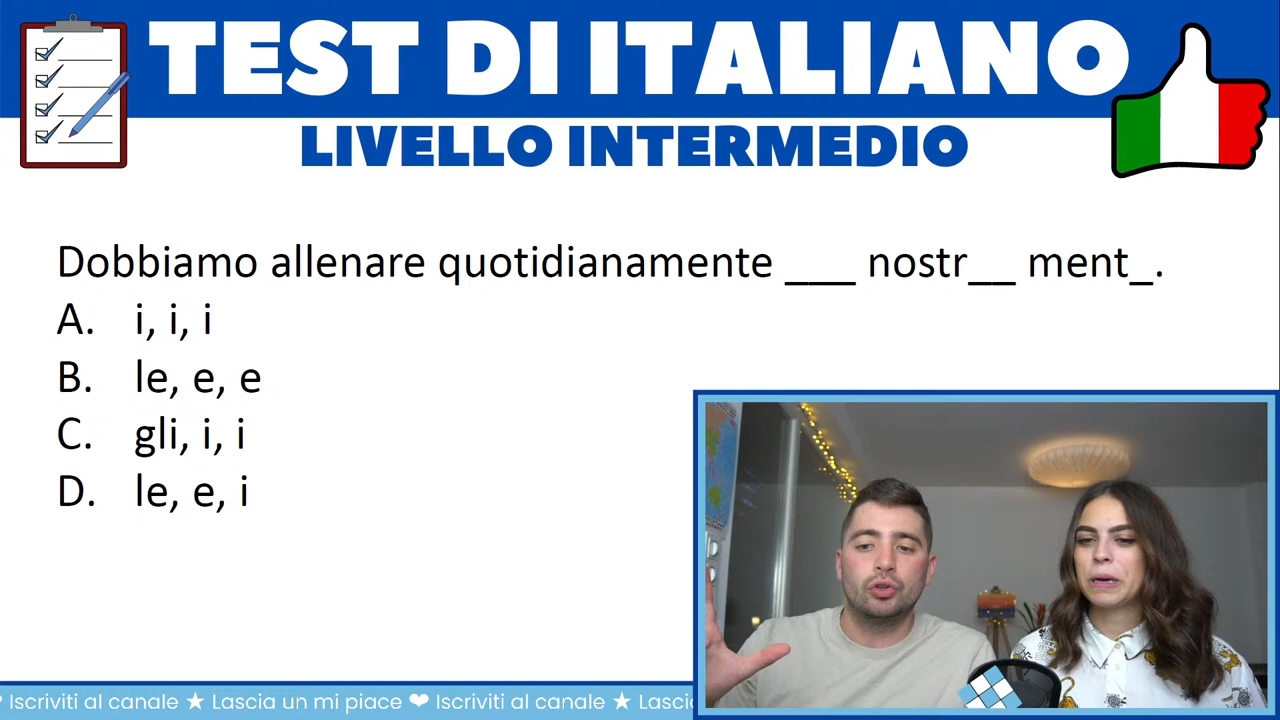 TEST DI ITALIANO
LIVELLO INTERMEDIO
Dobbiamo allenare quotidianamente ___ nostr__ ment_.
A. i, i, i
B. le, e, e
C. gli, i, i
D. le, e, i
Iscriviti al canale ★ Lascia un mi piace ❤ Iscriviti al canale ★ Lascia